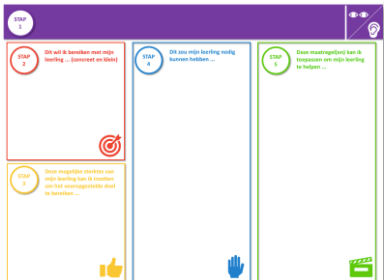 STAP
1
STAP
2
Dit wil ik bereiken met mijn
leerling ... (concreet en klein)
STAP
3
Deze mogelijke sterktes van
mijn leerling kan ik inzetten
om het vooropgestelde doel
te bereiken ...
STAP
4
Dit zou mijn leerling nodig
kunnen hebben ...
STAP
5
Deze maatregel(en) kan ik
toepassen om mijn leerling
te helpen ...